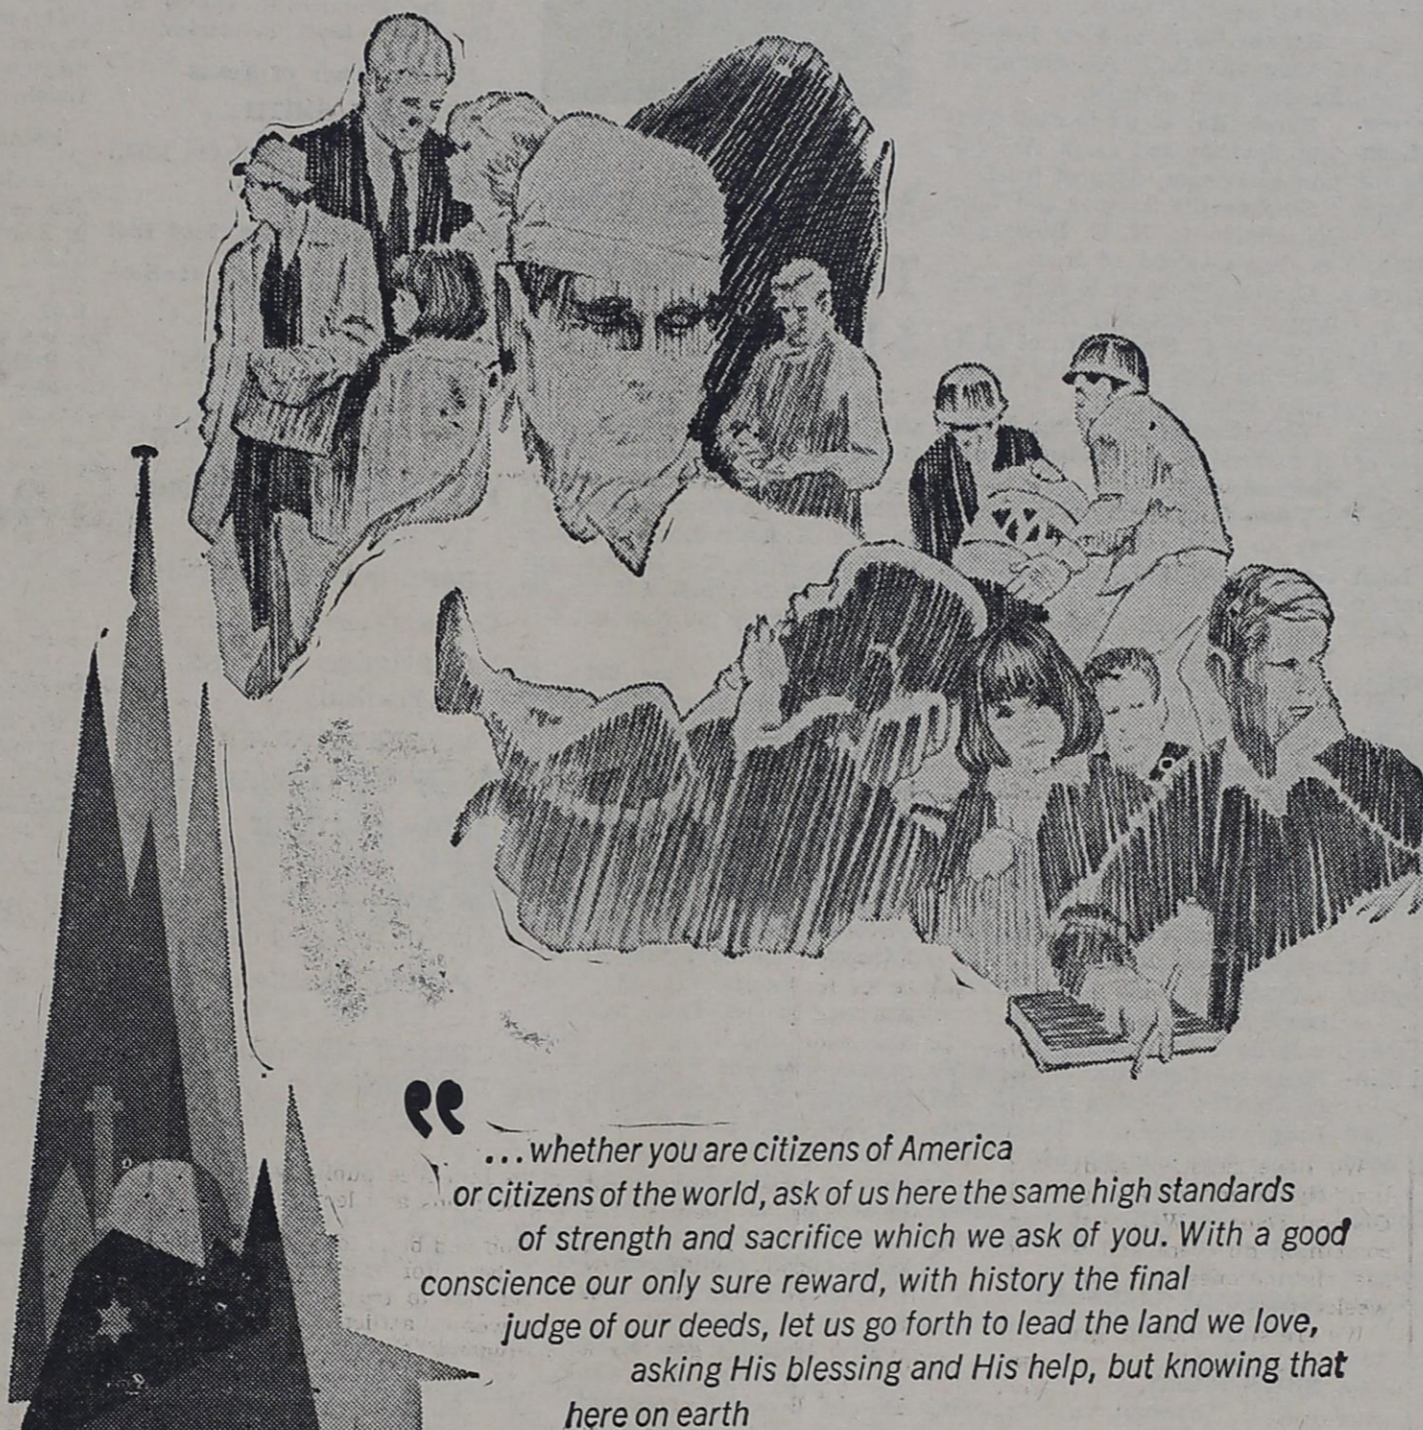 “
...whether you are citizens of America
or citizens of the world, ask of us here the same high standards
of strength and sacrifice which we ask of you. With a good
conscience our only sure reward, with history the final
judge of our deeds, let us go forth to lead the land we love,
asking His blessing and His help, but knowing that
here on earth